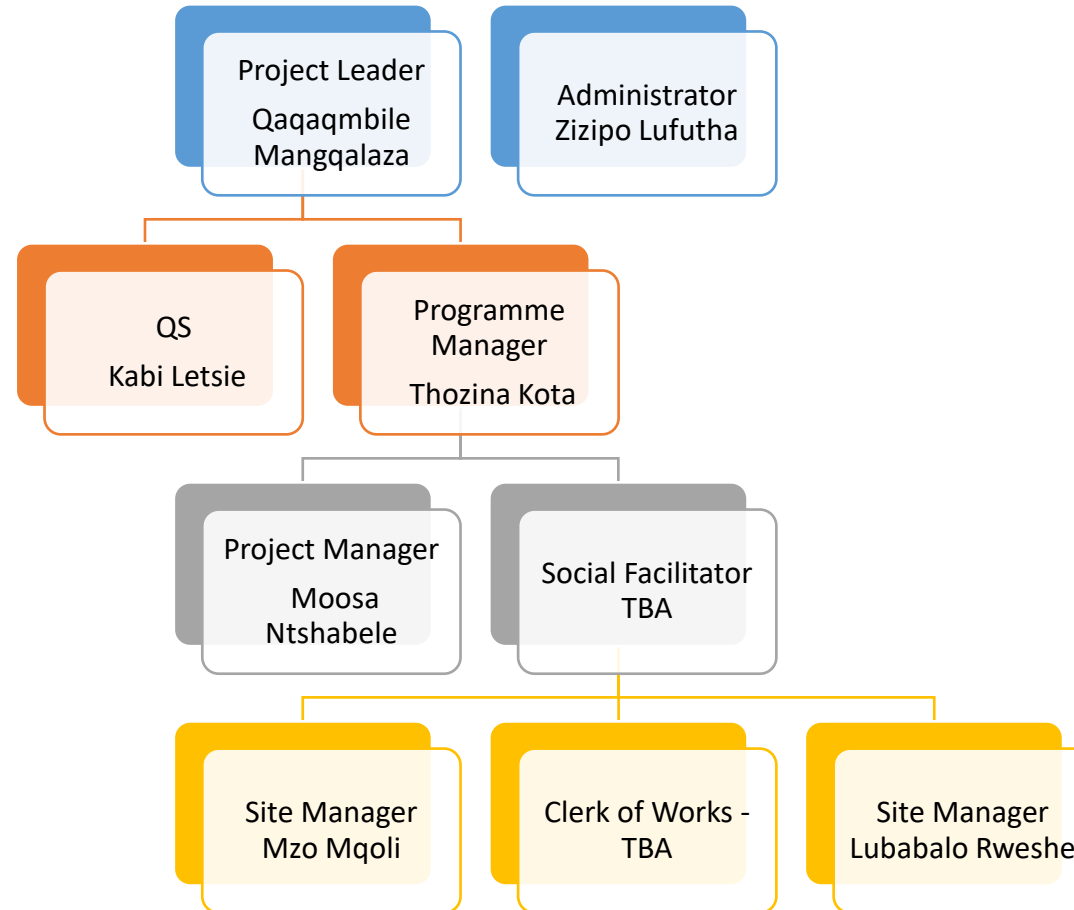 Project Leader
Qaqaqmbile
Mangqalaza
Administrator
Zizipo Lufutha
QS
Kabi Letsie
Programme
Manager
Thozina Kota
Project Manager
Moosa
Ntshabele
Social Facilitator
TBA
Site Manager
Mzo Mqoli
Clerk of Works -
TBA
Site Manager
Lubabalo Rweshe